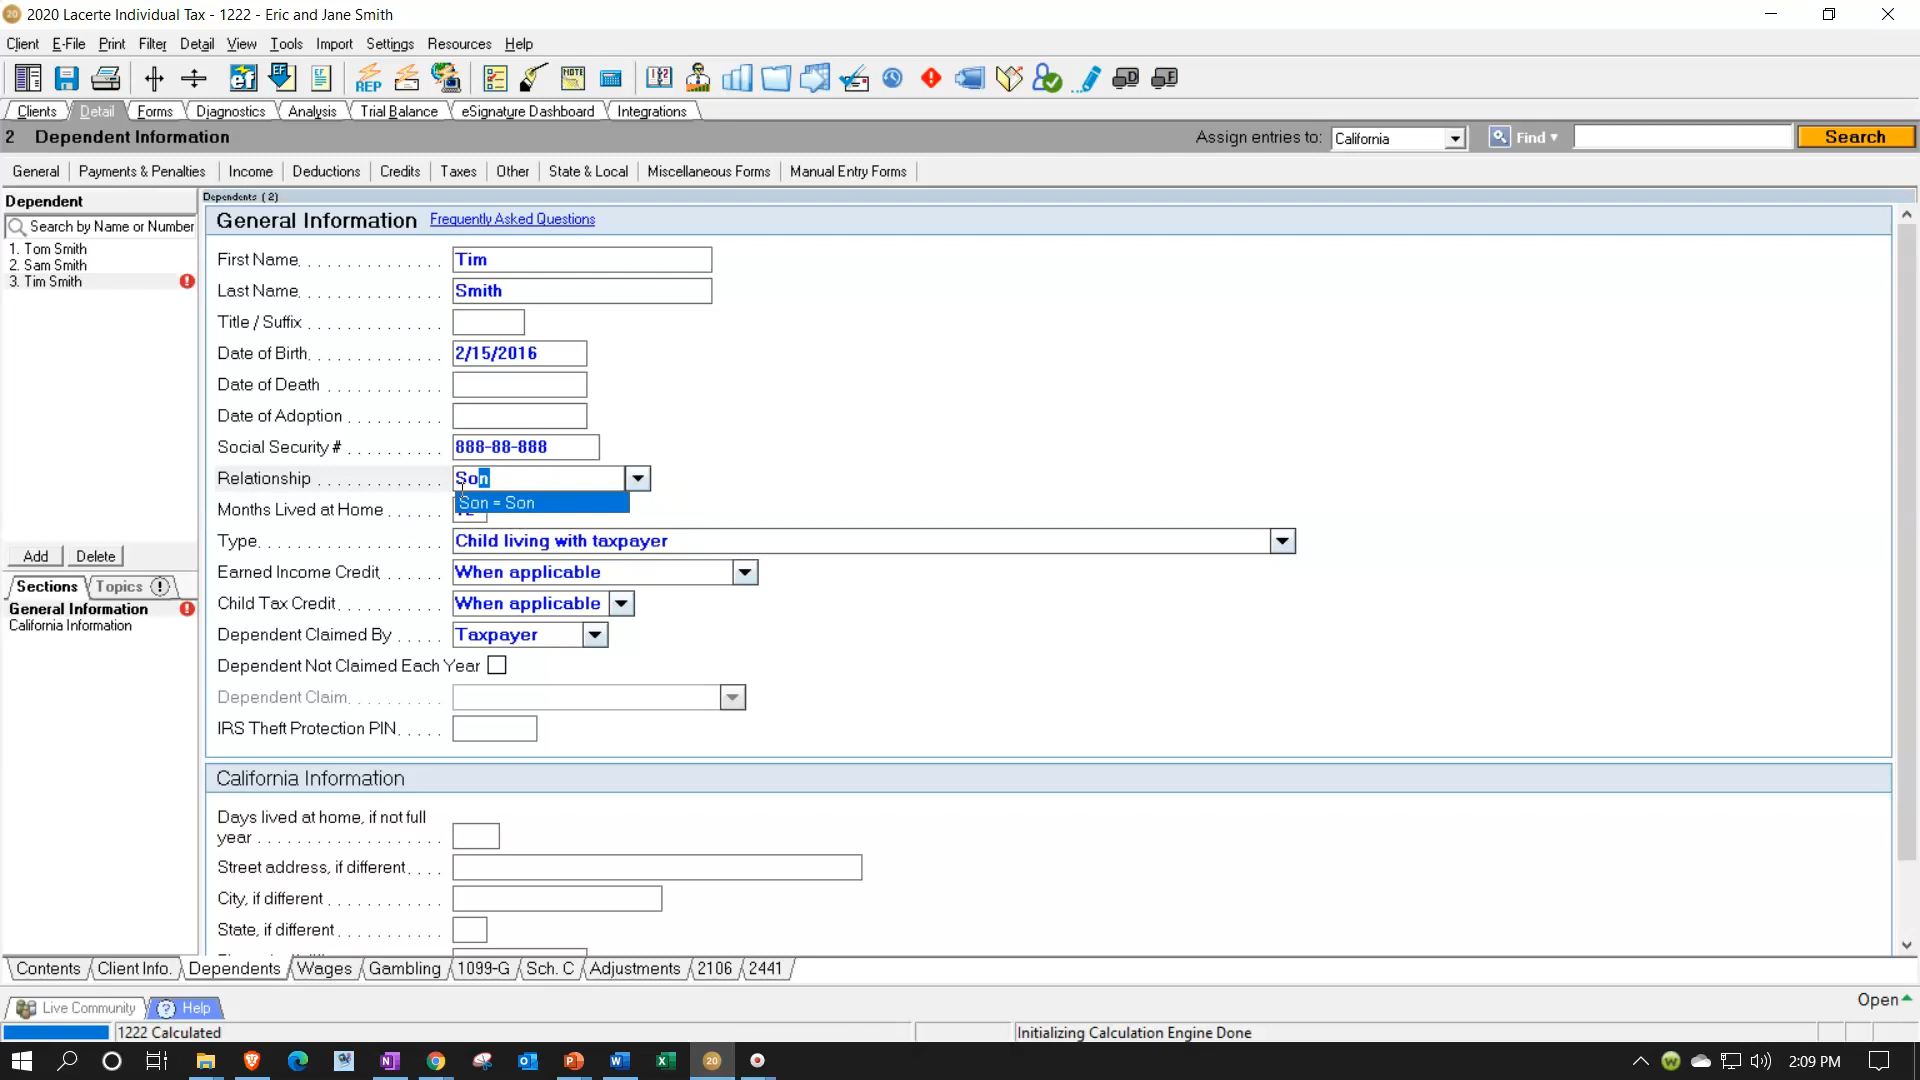 20 2020 Lacerte Individual Tax - 1222 - Eric and Jane Smith
Client E-File Print Filter Detail View Tools Import Settings Resources Help
REP NOTE
Clients Detail Forms Diagnostics Analysis Trial Balance eSignature Dashboard Integrations
2 Dependent Information Assign entries to: California Find Search
General Payments & Penalties Income Deductions Credits Taxes Other State & Local Miscellaneous Forms Manual Entry Forms
Dependent
Search by Name or Number
1. Tom Smith
2. Sam Smith
3. Tim Smith
Add Delete
Sections Topics
General Information
California Information
Dependents (2)
General Information Frequently Asked Questions
First Name Tim
Last Name Smith
Title / Suffix
Date of Birth 2/15/2016
Date of Death
Date of Adoption
Social Security # 888-88-888
Relationship Son
Son = Son
Months Lived at Home
Type Child living with taxpayer
Earned Income Credit When applicable
Child Tax Credit When applicable
Dependent Claimed By Taxpayer
Dependent Not Claimed Each Year
Dependent Claim
IRS Theft Protection PIN
California Information
Days lived at home, if not full
year
Street address, if different
City, if different
State, if different
Contents Client Info. Dependents Wages Gambling 1099-G Sch. C Adjustments 2106 2441
Live Community Help Open
1222 Calculated Initializing Calculation Engine Done
20 2:09 PM